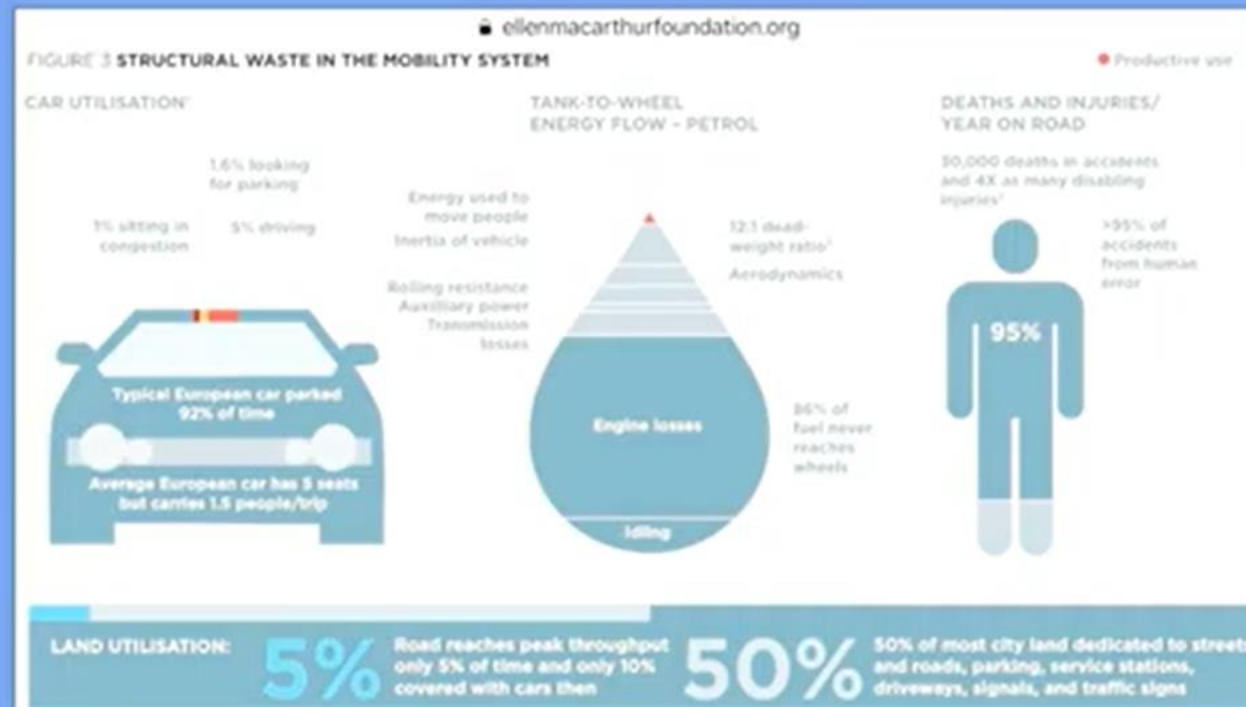 ellenmacarthurfoundation.org
FIGURE 3 STRUCTURAL WASTE IN THE MOBILITY SYSTEM
Productive use
CAR UTILISATION
1.6% looking
for parking
1% sitting in
congestion
5% driving
Typical European car parked
92% of time
Average European car has 5 seats
but carries 1.5 people/trip
TANK-TO-WHEEL
ENERGY FLOW – PETROL
Energy used to
move people
Inertia of vehicle
Rolling resistance
Auxiliary power
Transmission
losses
12:1 dead-
weight ratio
Aerodynamics
Engine losses
86% of
fuel never
reaches
wheels
Idling
DEATHS AND INJURIES/
YEAR ON ROAD
30,000 deaths in accidents
and 4X as many disabling
injuries
>95% of
accidents
from human
error
95%
LAND UTILISATION:
5%
Road reaches peak throughput
only 5% of time and only 10%
covered with cars then
50%
50% of most city land dedicated to streets
and roads, parking, service stations,
driveways, signals, and traffic signs